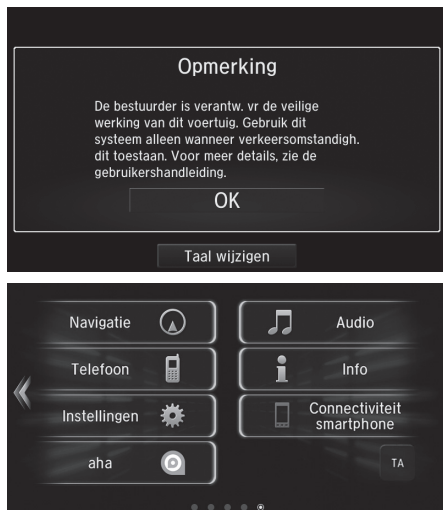 Opmerking
De bestuurder is verantw. vr de veilige
werking van dit voertuig. Gebruik dit
systeem alleen wanneer verkeersomstandigh.
dit toestaan. Voor meer details, zie de
gebruikershandleiding.
OK
Taal wijzigen
Navigatie
Audio
Telefoon
Info
Instellingen
Connectiviteit
smartphone
aha
TA